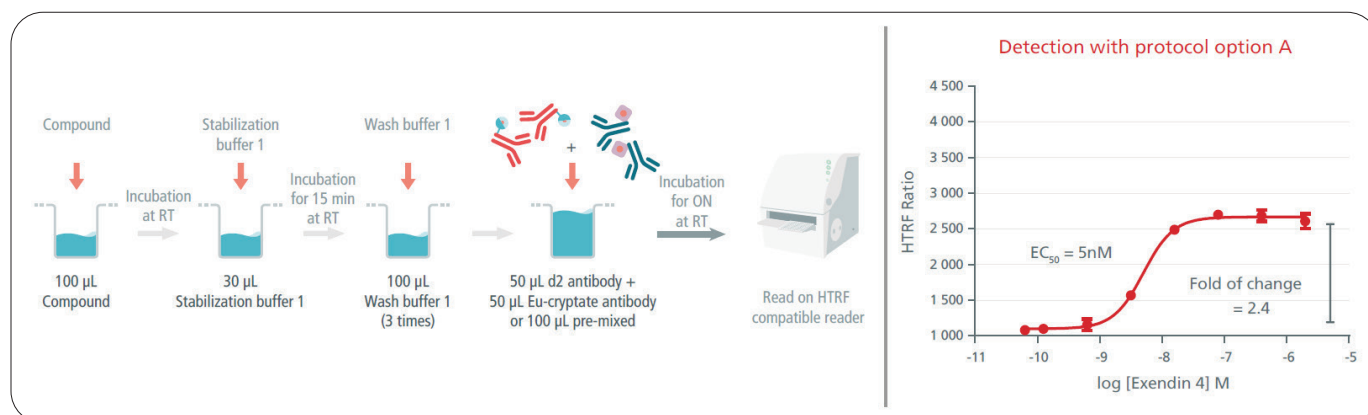 Compound
Stabilization
buffer 1
Wash buffer 1
+
Incubation
at RT
Incubation
for 15 min
at RT
Incubation
for ON
at RT
100 µL
Compound
30 µL
Stabilization buffer 1
100 µL
Wash buffer 1
(3 times)
50 µL d2 antibody +
50 µL Eu-cryptate antibody
or 100 µL pre-mixed
Read on HTRF
compatible reader
Detection with protocol option A
HTRF Ratio
4 500
4 000
3 500
3 000
2 500
2 000
1 500
1 000
EC50 = 5nM
Fold of change
= 2.4
-11 -10 -9 -8 -7 -6 -5
log [Exendin 4] M